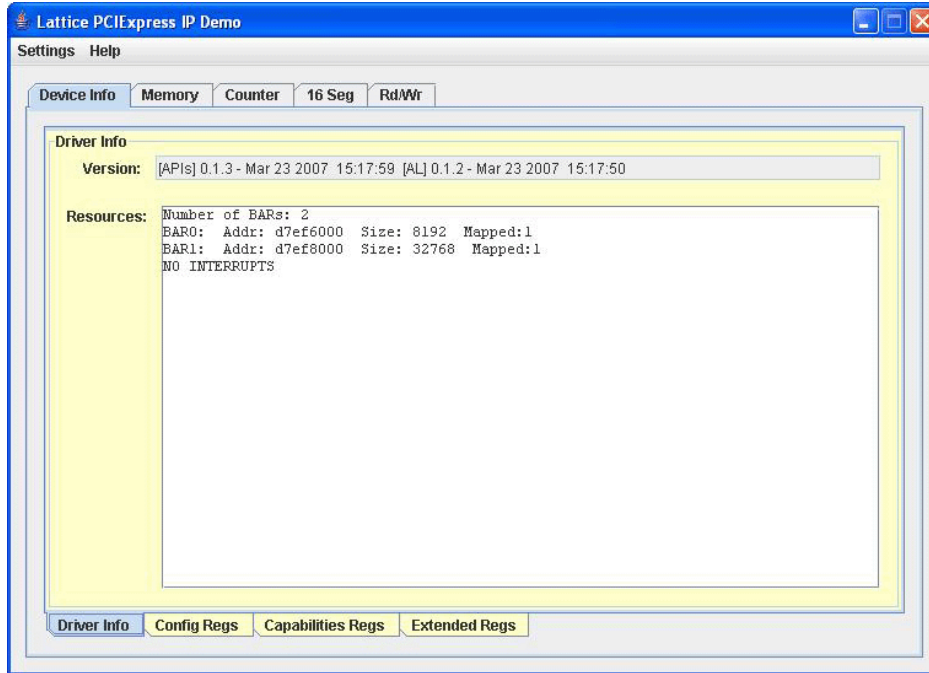 Lattice PCIExpress IP Demo
Settings Help
Device Info Memory Counter 16 Seg Rd/Wr
Driver Info
Version: [APIs] 0.1.3 - Mar 23 2007 15:17:59 [AL] 0.1.2 - Mar 23 2007 15:17:50
Resources: Number of BARs: 2
BAR0: Addr: d7ef6000 Size: 8192 Mapped:1
BAR1: Addr: d7ef8000 Size: 32768 Mapped:1
NO INTERRUPTS
Driver Info Config Regs Capabilities Regs Extended Regs